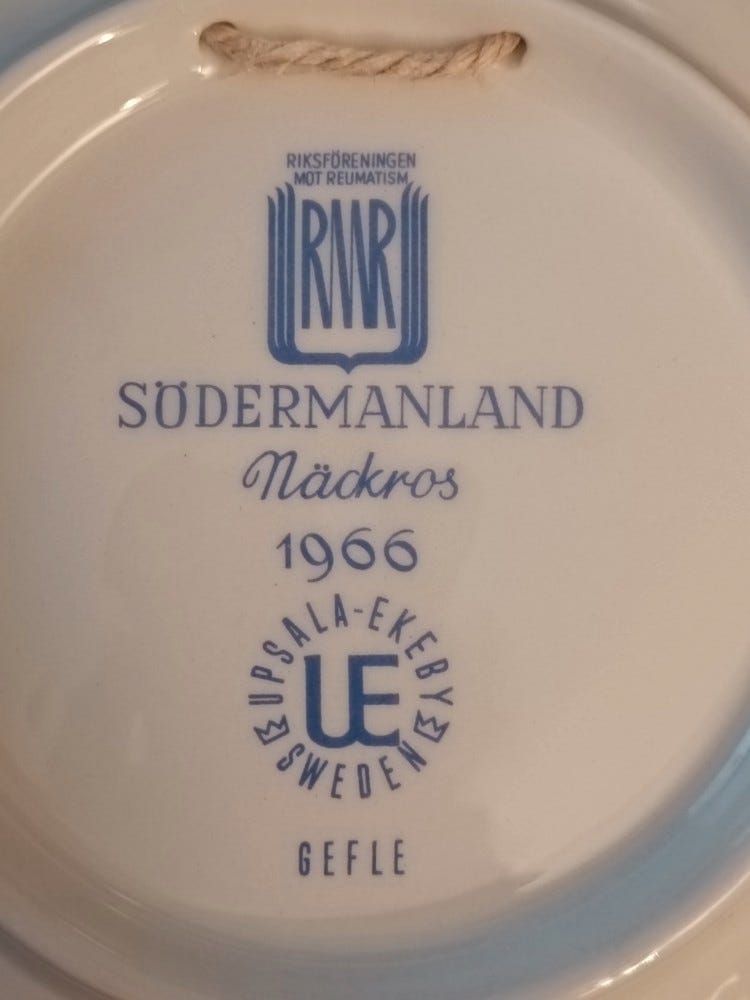 RIKSFÖRENINGEN
MOT REUMATISM
RMR
SÖDERMANLAND
Näckros
1966
UPSALA-EKEBY
UE
SWEDEN
GEFLE